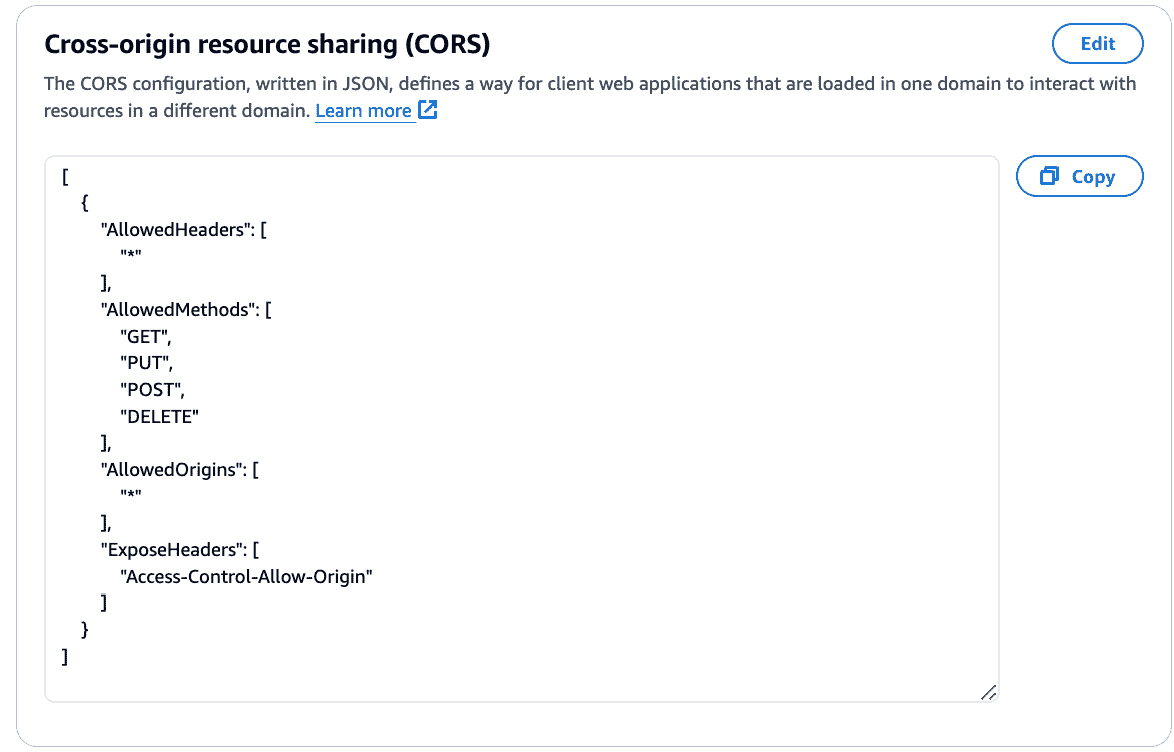 Cross-origin resource sharing (CORS)
Edit
The CORS configuration, written in JSON, defines a way for client web applications that are loaded in one domain to interact with
resources in a different domain. Learn more
Copy
[
  {
    "AllowedHeaders": [
      "*"
    ],
    "AllowedMethods": [
      "GET",
      "PUT",
      "POST",
      "DELETE"
    ],
    "AllowedOrigins": [
      "*"
    ],
    "ExposeHeaders": [
      "Access-Control-Allow-Origin"
    ]
  }
]